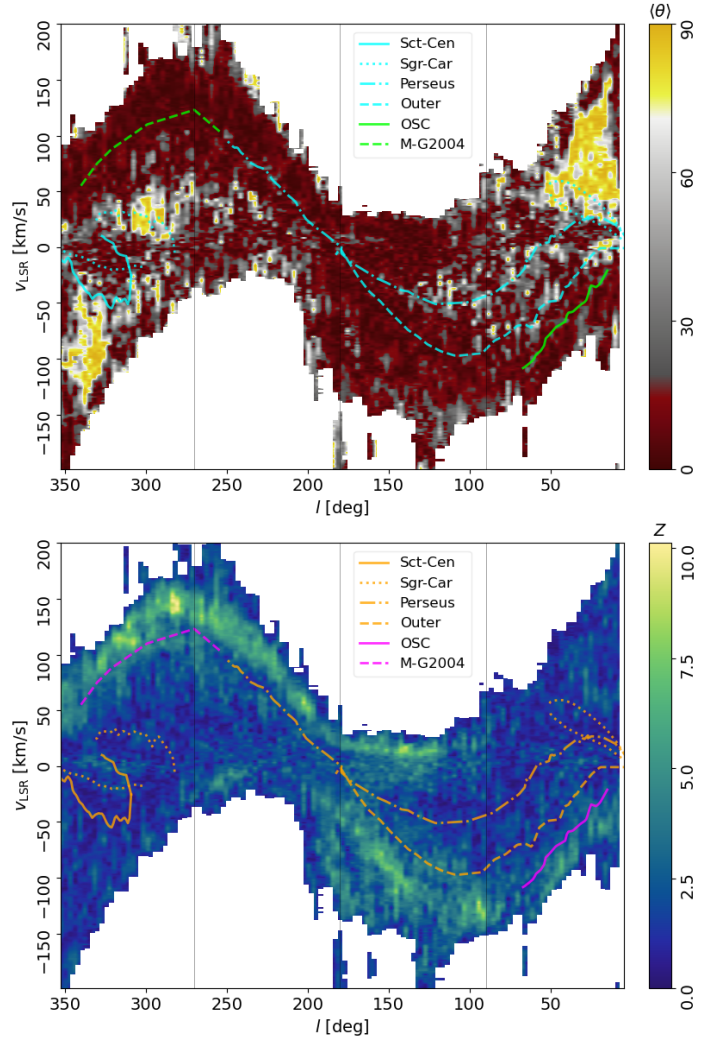 ⟨θ⟩
200
150
100
50
0
−50
−100
−150
v_LSR [km/s]
Sct-Cen
Sgr-Car
Perseus
Outer
OSC
M-G2004
90
60
30
0
350 300 250 200 150 100 50
l [deg]
Z
200
150
100
50
0
−50
−100
−150
v_LSR [km/s]
Sct-Cen
Sgr-Car
Perseus
Outer
OSC
M-G2004
10.0
7.5
5.0
2.5
0.0
350 300 250 200 150 100 50
l [deg]